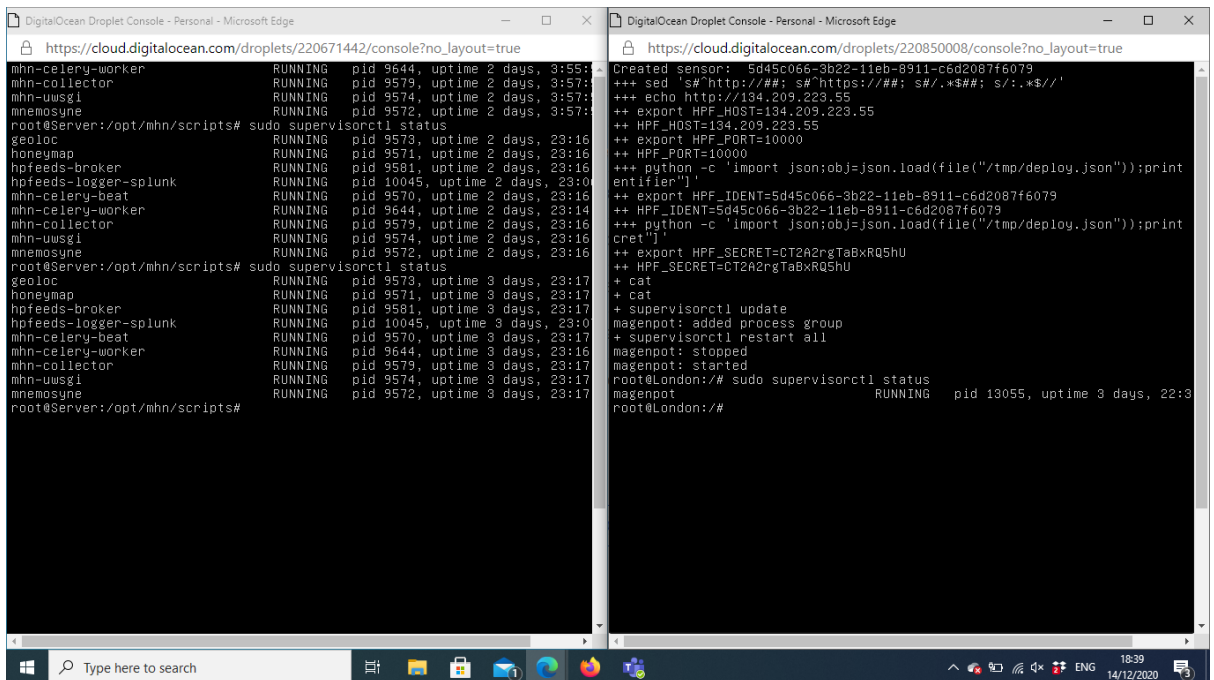 DigitalOcean Droplet Console - Personal - Microsoft Edge
https://cloud.digitalocean.com/droplets/220671442/console?no_layout=true
mhn-celery-worker RUNNING pid 9644, uptime 2 days, 3:55:
mhn-collector RUNNING pid 9579, uptime 2 days, 3:57:
mhn-uwsgi RUNNING pid 9574, uptime 2 days, 3:57:
mnemosyne RUNNING pid 9572, uptime 2 days, 3:57:
root@Server:/opt/mhn/scripts# sudo supervisorctl status
geoloc RUNNING pid 9573, uptime 2 days, 23:16
honeymap RUNNING pid 9571, uptime 2 days, 23:16
hpfeeds-broker RUNNING pid 9581, uptime 2 days, 23:16
hpfeeds-logger-splunk RUNNING pid 10045, uptime 2 days, 23:0
mhn-celery-beat RUNNING pid 9570, uptime 2 days, 23:16
mhn-celery-worker RUNNING pid 9644, uptime 2 days, 23:14
mhn-collector RUNNING pid 9579, uptime 2 days, 23:16
mhn-uwsgi RUNNING pid 9574, uptime 2 days, 23:16
mnemosyne RUNNING pid 9572, uptime 2 days, 23:16
root@Server:/opt/mhn/scripts# sudo supervisorctl status
geoloc RUNNING pid 9573, uptime 3 days, 23:17
honeymap RUNNING pid 9571, uptime 3 days, 23:17
hpfeeds-broker RUNNING pid 9581, uptime 3 days, 23:17
hpfeeds-logger-splunk RUNNING pid 10045, uptime 3 days, 23:0
mhn-celery-beat RUNNING pid 9570, uptime 3 days, 23:17
mhn-celery-worker RUNNING pid 9644, uptime 3 days, 23:16
mhn-collector RUNNING pid 9579, uptime 3 days, 23:17
mhn-uwsgi RUNNING pid 9574, uptime 3 days, 23:17
mnemosyne RUNNING pid 9572, uptime 3 days, 23:17
root@Server:/opt/mhn/scripts#
DigitalOcean Droplet Console - Personal - Microsoft Edge
https://cloud.digitalocean.com/droplets/220850008/console?no_layout=true
Created sensor: 5d45c066-3b22-11eb-8911-c6d2087f6079
+++ sed 's#^http://##; s#^https://##; s#/.*$##; s/:.*$//'
+++ echo http://134.209.223.55
++ export HPF_HOST=134.209.223.55
++ HPF_HOST=134.209.223.55
++ export HPF_PORT=10000
++ HPF_PORT=10000
+++ python -c 'import json;obj=json.load(file("/tmp/deploy.json"));print
entifier"]'
++ export HPF_IDENT=5d45c066-3b22-11eb-8911-c6d2087f6079
++ HPF_IDENT=5d45c066-3b22-11eb-8911-c6d2087f6079
+++ python -c 'import json;obj=json.load(file("/tmp/deploy.json"));print
cret"]'
++ export HPF_SECRET=CT2A2rgTaBxRQ5hU
++ HPF_SECRET=CT2A2rgTaBxRQ5hU
+ cat
+ cat
+ supervisorctl update
magenpot: added process group
+ supervisorctl restart all
magenpot: stopped
magenpot: started
root@London:/# sudo supervisorctl status
magenpot RUNNING pid 13055, uptime 3 days, 22:3
root@London:/#
Type here to search
1
2
ENG
18:39
14/12/2020
3